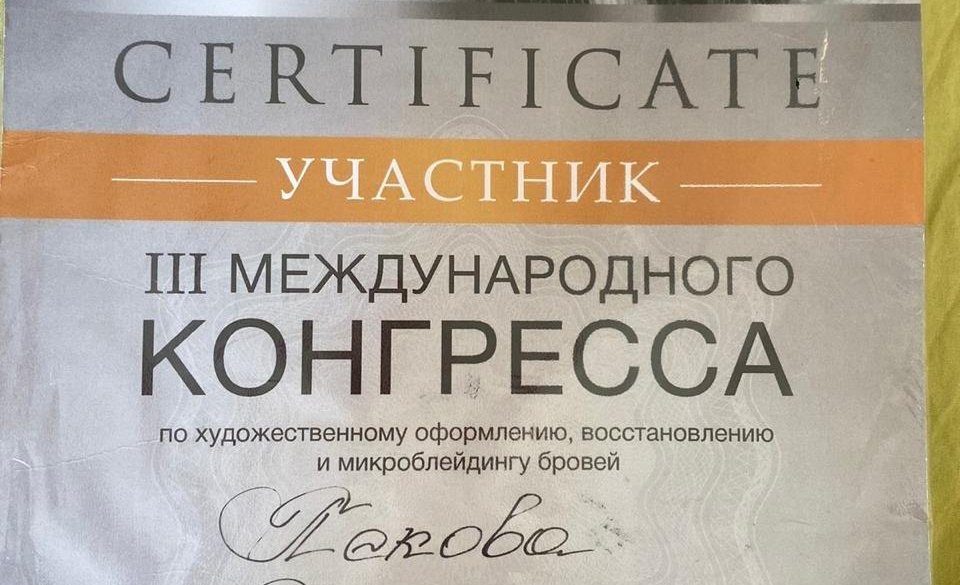 CERTIFICATE
УЧАСТНИК
III МЕЖДУНАРОДНОГО
КОНГРЕССА
по художественному оформлению, восстановлению
и микроблейдингу бровей